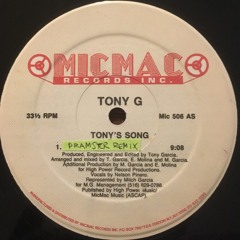 MICMAC
RECORDS INC.
TONY G
33⅓ RPM
Mic 506 AS
TONY'S SONG
1. PRAMSER REMIX 9:08
Produced, Engineered and Edited by Tony Garcia.
Arranged and mixed by T. Garcia, E. Molina and M. Garcia.
Additional Production by M. Garcia and E. Molina
for High Power Record Productions.
Vocals by Nelson Pinero.
Represented by Mitch Garcia
for M.G. Management (516) 929-0796
Published by High Power Music/
MicMac Music (ASCAP)